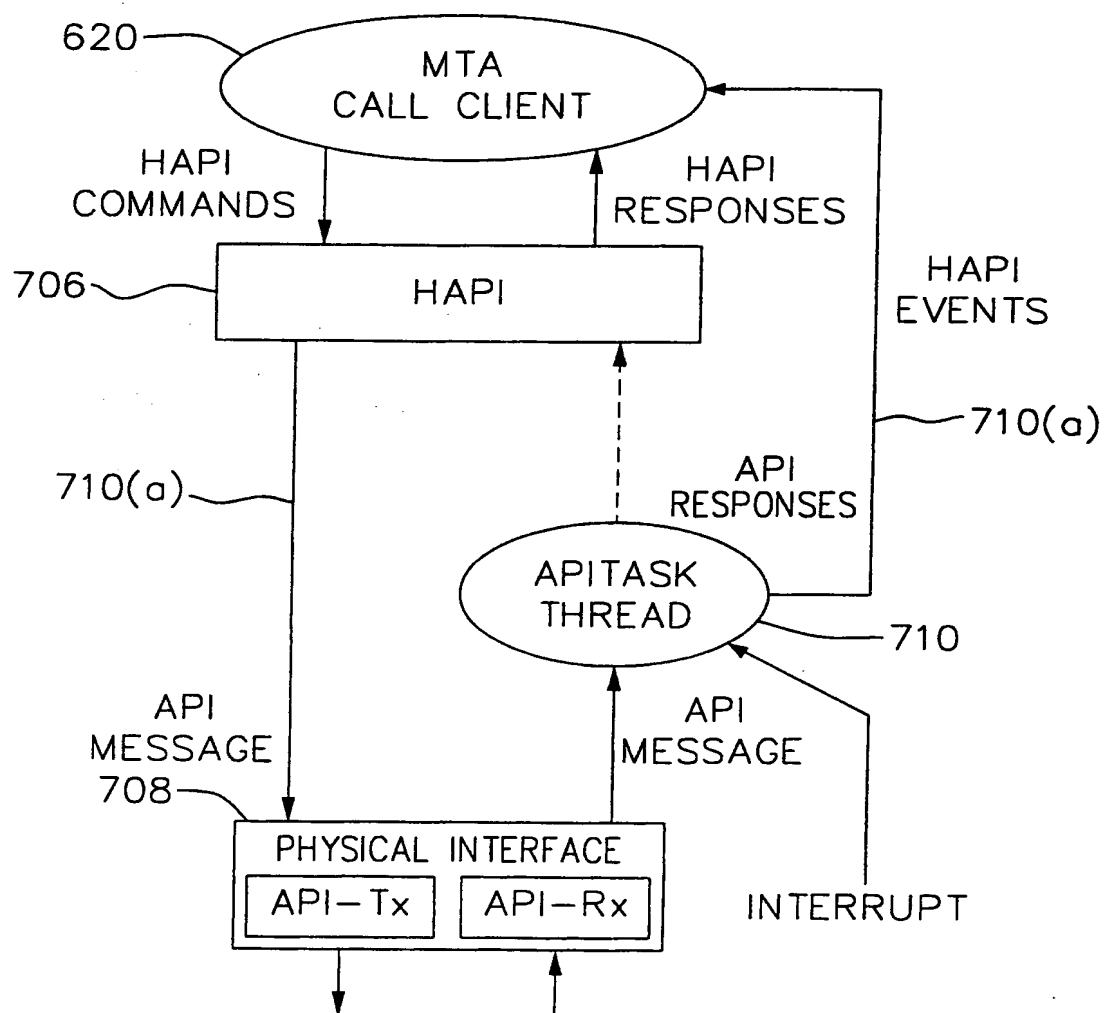 620
MTA
CALL CLIENT
HAPI
COMMANDS
HAPI
RESPONSES
706
HAPI
HAPI
EVENTS
710(a)
710(a)
API
RESPONSES
APITASK
THREAD
710
API
MESSAGE
API
MESSAGE
708
PHYSICAL INTERFACE
API-Tx
API-Rx
INTERRUPT